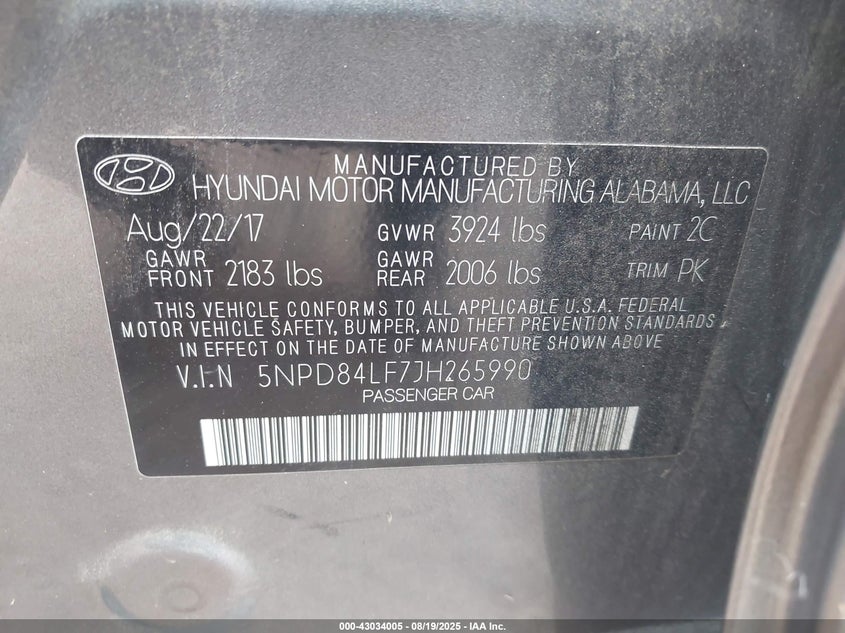 MANUFACTURED BY
HYUNDAI MOTOR MANUFACTURING ALABAMA, LLC
Aug/22/17 GVWR 3924 lbs PAINT 2C
GAWR FRONT 2183 lbs GAWR REAR 2006 lbs TRIM PK
THIS VEHICLE CONFORMS TO ALL APPLICABLE U.S.A. FEDERAL
MOTOR VEHICLE SAFETY, BUMPER, AND THEFT PREVENTION STANDARDS
IN EFFECT ON THE DATE OF MANUFACTURE SHOWN ABOVE
V.I.N 5NPD84LF7JH265990
PASSENGER CAR
000-43034005 - 08/19/2025 - IAA Inc.